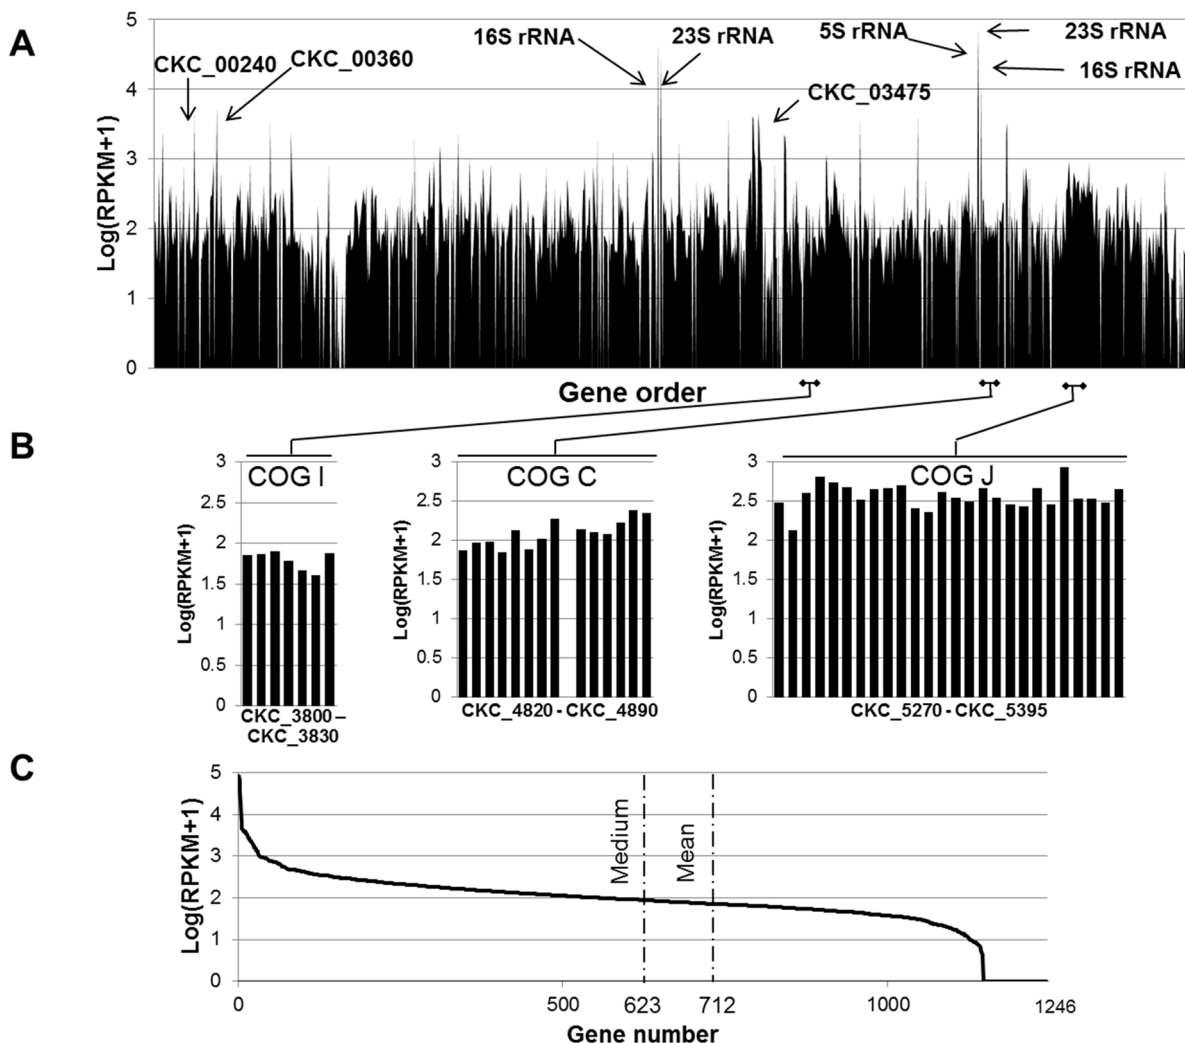 A
5
4
3
2
1
0
Log(RPKM+1)
CKC_00240
CKC_00360
16S rRNA
23S rRNA
CKC_03475
5S rRNA
23S rRNA
16S rRNA
Gene order
B
COG I
3
2.5
2
1.5
1
0.5
0
Log(RPKM+1)
CKC_3800 –
CKC_3830
COG C
3
2.5
2
1.5
1
0.5
0
Log(RPKM+1)
CKC_4820 - CKC_4890
COG J
3
2.5
2
1.5
1
0.5
0
Log(RPKM+1)
CKC_5270 - CKC_5395
C
5
4
3
2
1
0
Log(RPKM+1)
Medium
Mean
0
500
623
712
1000
1246
Gene number